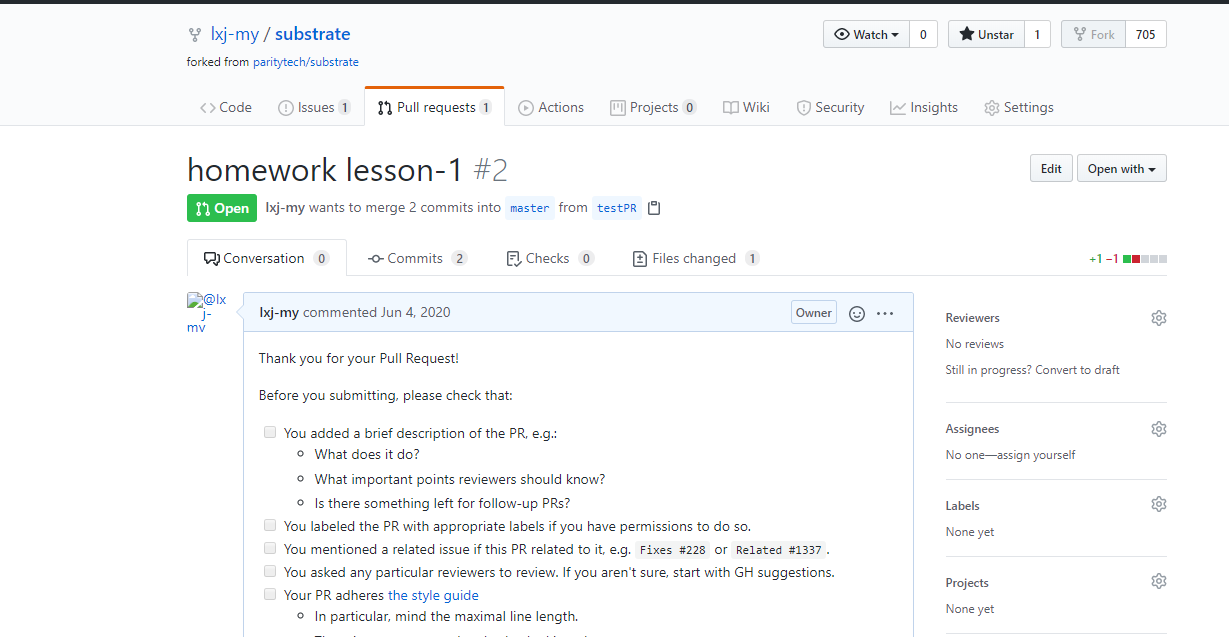 lxj-my / substrate
Watch 0 Unstar 1 Fork 705
forked from paritytech/substrate
Code Issues 1 Pull requests 1 Actions Projects 0 Wiki Security Insights Settings
homework lesson-1 #2
Edit Open with
Open lxj-my wants to merge 2 commits into master from testPR
Conversation 0 Commits 2 Checks 0 Files changed 1 +1 −1
@lxj-my
lxj-my commented Jun 4, 2020 Owner
Thank you for your Pull Request!
Before you submitting, please check that:
You added a brief description of the PR, e.g.:
What does it do?
What important points reviewers should know?
Is there something left for follow-up PRs?
You labeled the PR with appropriate labels if you have permissions to do so.
You mentioned a related issue if this PR related to it, e.g. Fixes #228 or Related #1337 .
You asked any particular reviewers to review. If you aren't sure, start with GH suggestions.
Your PR adheres the style guide
In particular, mind the maximal line length.
Reviewers
No reviews
Still in progress? Convert to draft
Assignees
No one—assign yourself
Labels
None yet
Projects
None yet